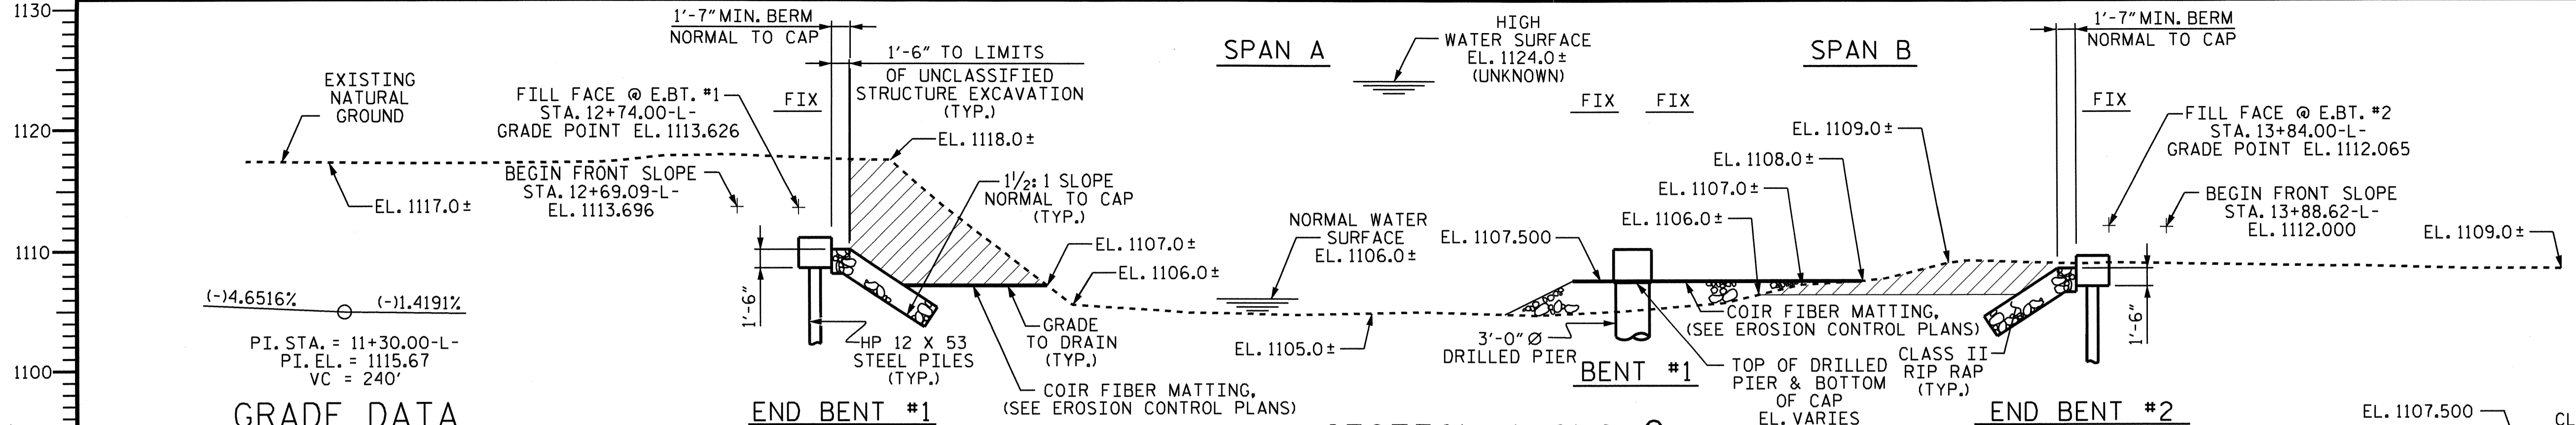 1130
1120
1110
1100
1'-7" MIN. BERM
NORMAL TO CAP
1'-6" TO LIMITS
OF UNCLASSIFIED
STRUCTURE EXCAVATION
(TYP.)
EXISTING
NATURAL
GROUND
FILL FACE @ E.BT. #1
STA. 12+74.00-L-
GRADE POINT EL. 1113.626
FIX
EL. 1118.0±
BEGIN FRONT SLOPE
STA. 12+69.09-L-
EL. 1113.696
EL. 1117.0±
1½:1 SLOPE
NORMAL TO CAP
(TYP.)
EL. 1107.0±
EL. 1106.0±
1'-6"
(-)4.6516%
(-)1.4191%
PI. STA. = 11+30.00-L-
PI. EL. = 1115.67
VC = 240'
GRADE DATA
HP 12 X 53
STEEL PILES
(TYP.)
GRADE
TO DRAIN
(TYP.)
COIR FIBER MATTING,
(SEE EROSION CONTROL PLANS)
END BENT #1
SPAN A
HIGH
WATER SURFACE
EL. 1124.0±
(UNKNOWN)
NORMAL WATER
SURFACE
EL. 1106.0±
EL. 1105.0±
SPAN B
FIX
FIX
EL. 1109.0±
EL. 1108.0±
EL. 1107.0±
EL. 1106.0±
EL. 1107.500
3'-0" Ø
DRILLED PIER
BENT #1
COIR FIBER MATTING,
(SEE EROSION CONTROL PLANS)
TOP OF DRILLED
PIER & BOTTOM
OF CAP
EL. VARIES
CLASS II
RIP RAP
(TYP.)
1'-7" MIN. BERM
NORMAL TO CAP
FIX
FILL FACE @ E.BT. #2
STA. 13+84.00-L-
GRADE POINT EL. 1112.065
BEGIN FRONT SLOPE
STA. 13+88.62-L-
EL. 1112.000
EL. 1109.0±
1'-6"
END BENT #2
EL. 1107.500